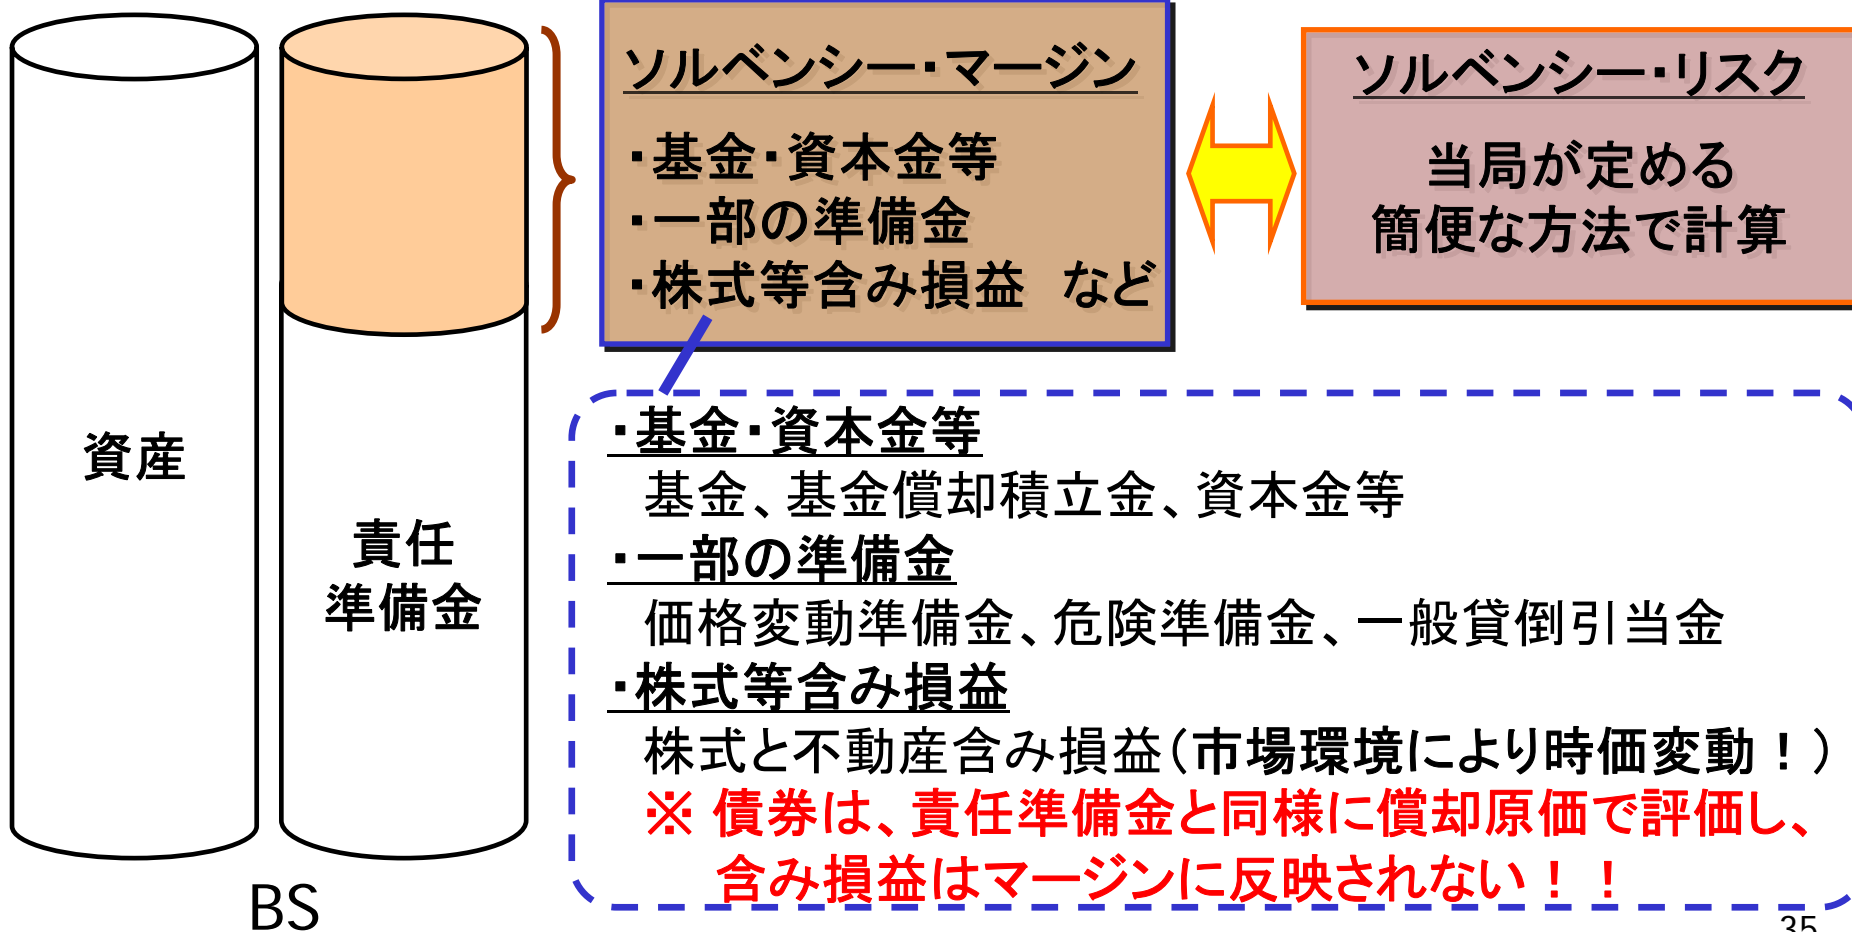 ソルベンシー・マージン
・基金・資本金等
・一部の準備金
・株式等含み損益　など
ソルベンシー・リスク
当局が定める
簡便な方法で計算
資産
責任
準備金
BS
・基金・資本金等
基金、基金償却積立金、資本金等
・一部の準備金
価格変動準備金、危険準備金、一般貸倒引当金
・株式等含み損益
株式と不動産含み損益（市場環境により時価変動！）
※ 債券は、責任準備金と同様に償却原価で評価し、
含み損益はマージンに反映されない！！
35